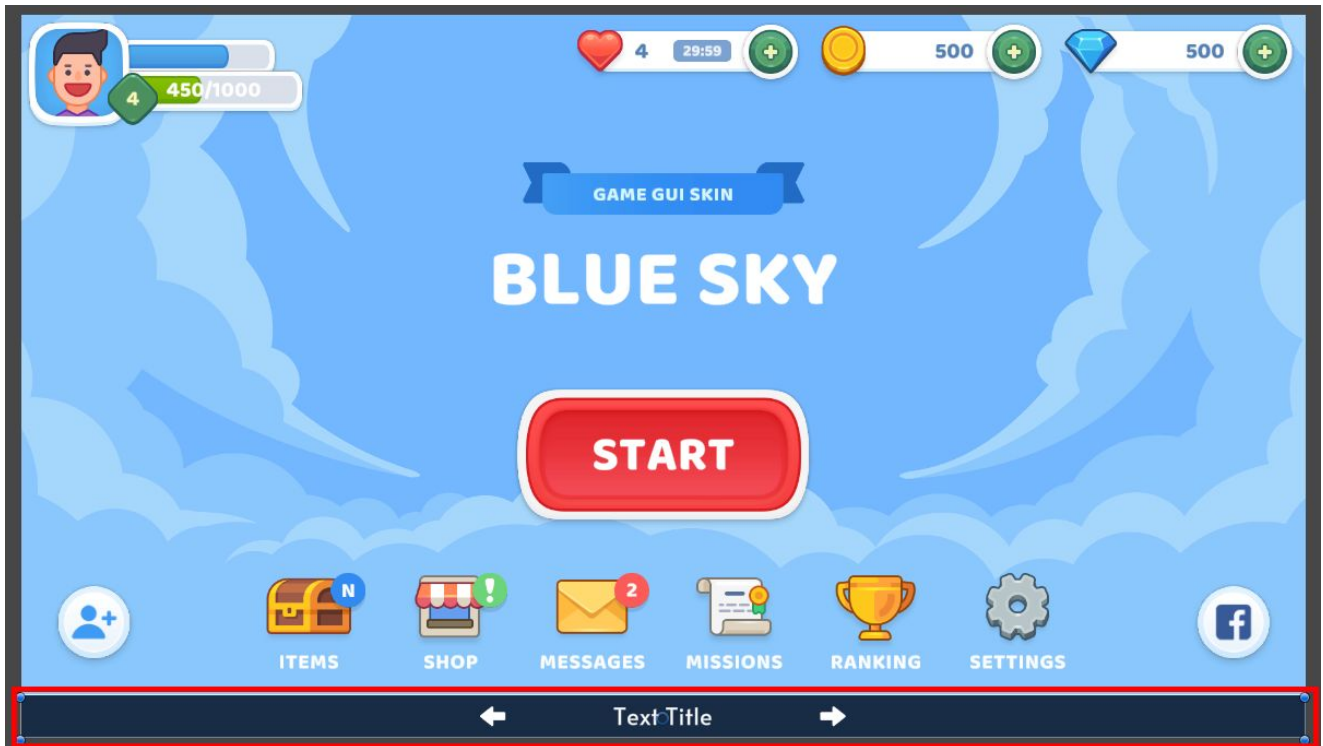 4 29:59 500 500
4 450/1000
GAME GUI SKIN
BLUE SKY
START
N ! 2
ITEMS SHOP MESSAGES MISSIONS RANKING SETTINGS
Text Title